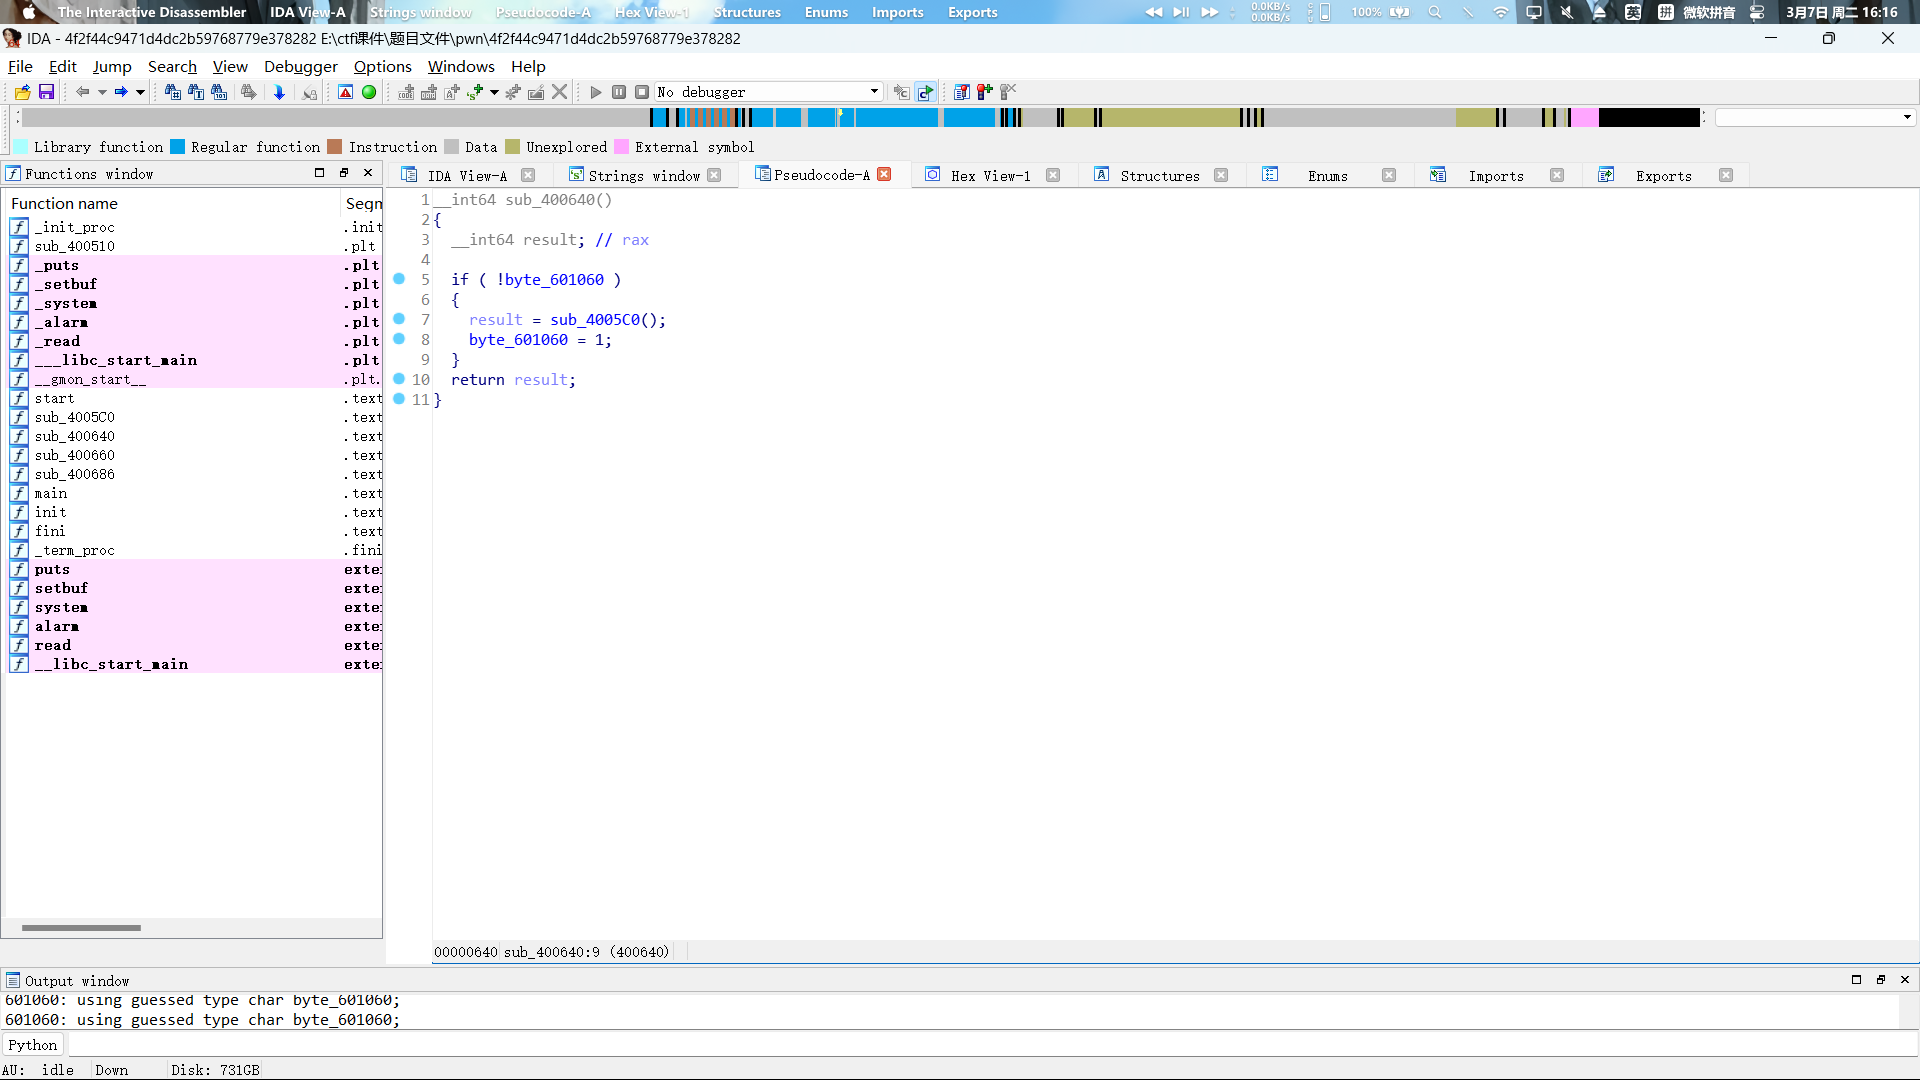 The Interactive Disassembler IDA View-A Strings window Pseudocode-A Hex View-1 Structures Enums Imports Exports 0.0KB/s 0.0KB/s CPU 100% 英 拼 微软拼音 3月7日 周二 16:16
IDA - 4f2f44c9471d4dc2b59768779e378282 E:\ctf课件\题目文件\pwn\4f2f44c9471d4dc2b59768779e378282
File Edit Jump Search View Debugger Options Windows Help
No debugger
Library function Regular function Instruction Data Unexplored External symbol
Functions window
IDA View-A Strings window Pseudocode-A Hex View-1 Structures Enums Imports Exports
Function name Segm
_init_proc .init
sub_400510 .plt
_puts .plt
_setbuf .plt
_system .plt
_alarm .plt
_read .plt
___libc_start_main .plt
__gmon_start__ .plt.
start .text
sub_4005C0 .text
sub_400640 .text
sub_400660 .text
sub_400686 .text
main .text
init .text
fini .text
_term_proc .fini
puts exte
setbuf exte
system exte
alarm exte
read exte
__libc_start_main exte
1 __int64 sub_400640()
2 {
3 __int64 result; // rax
4
5 if ( !byte_601060 )
6 {
7 result = sub_4005C0();
8 byte_601060 = 1;
9 }
10 return result;
11 }
00000640 sub_400640:9 (400640)
Output window
601060: using guessed type char byte_601060;
601060: using guessed type char byte_601060;
Python
AU: idle Down Disk: 731GB